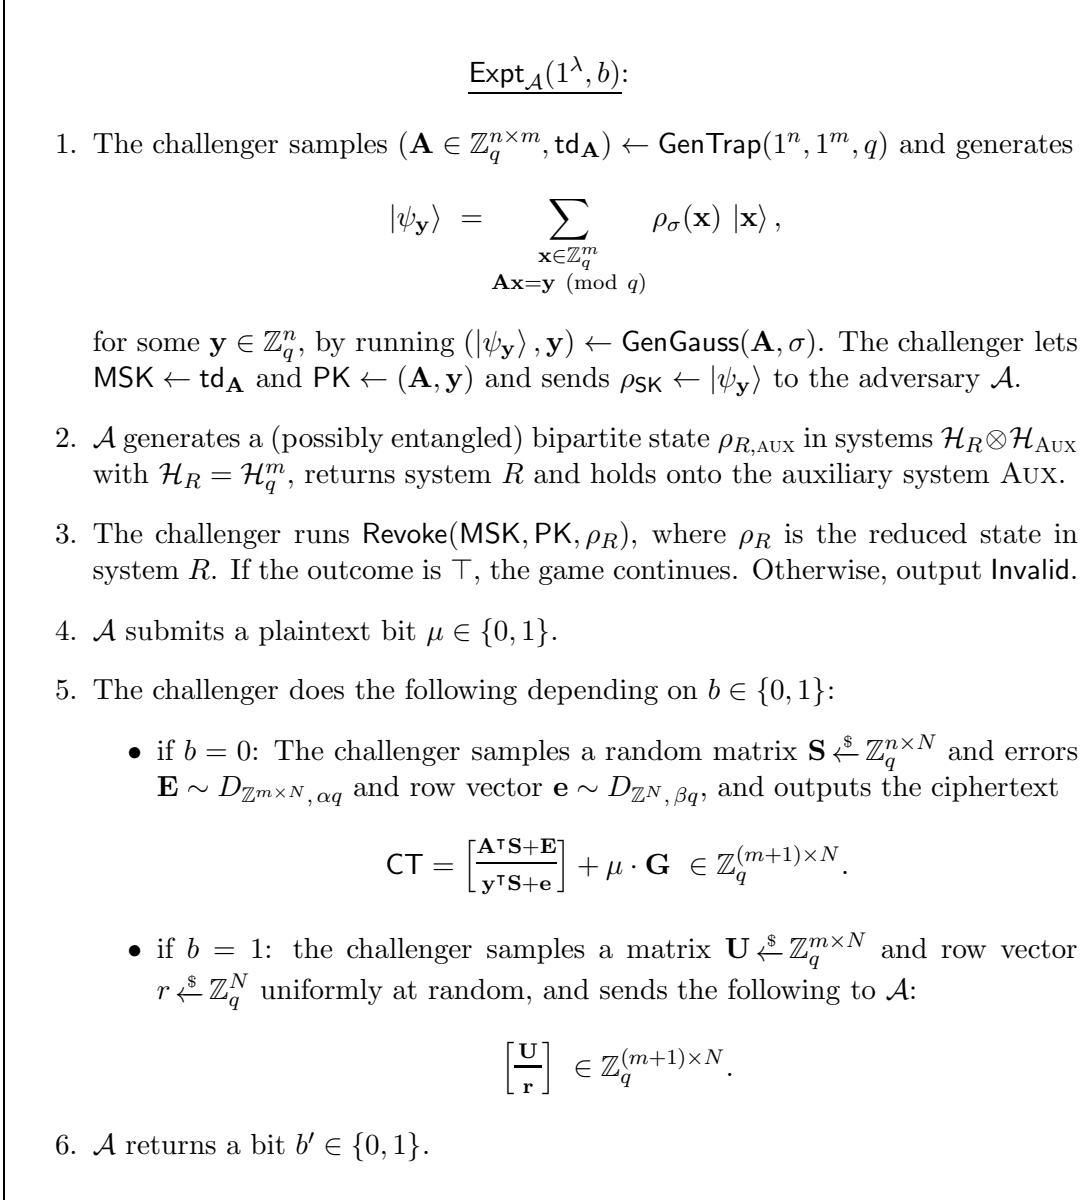 Expt_𝒜(1^λ, b):
1. The challenger samples (𝐀 ∈ ℤ_q^{n×m}, td_𝐀) ← GenTrap(1^n, 1^m, q) and generates
|ψ_𝐲⟩ = ∑_{𝐱∈ℤ_q^m, 𝐀𝐱=𝐲 (mod q)} ρ_σ(𝐱) |𝐱⟩,
for some 𝐲 ∈ ℤ_q^n, by running (|ψ_𝐲⟩, 𝐲) ← GenGauss(𝐀, σ). The challenger lets
MSK ← td_𝐀 and PK ← (𝐀, 𝐲) and sends ρ_SK ← |ψ_𝐲⟩ to the adversary 𝒜.
2. 𝒜 generates a (possibly entangled) bipartite state ρ_{R,AUX} in systems ℋ_R⊗ℋ_AUX
with ℋ_R = ℋ_q^m, returns system R and holds onto the auxiliary system AUX.
3. The challenger runs Revoke(MSK, PK, ρ_R), where ρ_R is the reduced state in
system R. If the outcome is ⊤, the game continues. Otherwise, output Invalid.
4. 𝒜 submits a plaintext bit μ ∈ {0, 1}.
5. The challenger does the following depending on b ∈ {0, 1}:
• if b = 0: The challenger samples a random matrix 𝐒 ←$ ℤ_q^{n×N} and errors
𝐄 ∼ D_{ℤ^{m×N}, αq} and row vector 𝐞 ∼ D_{ℤ^N, βq}, and outputs the ciphertext
CT = [𝐀^⊺𝐒+𝐄 / 𝐲^⊺𝐒+𝐞] + μ · 𝐆 ∈ ℤ_q^{(m+1)×N}.
• if b = 1: the challenger samples a matrix 𝐔 ←$ ℤ_q^{m×N} and row vector
r ←$ ℤ_q^N uniformly at random, and sends the following to 𝒜:
[𝐔 / 𝐫] ∈ ℤ_q^{(m+1)×N}.
6. 𝒜 returns a bit b′ ∈ {0, 1}.